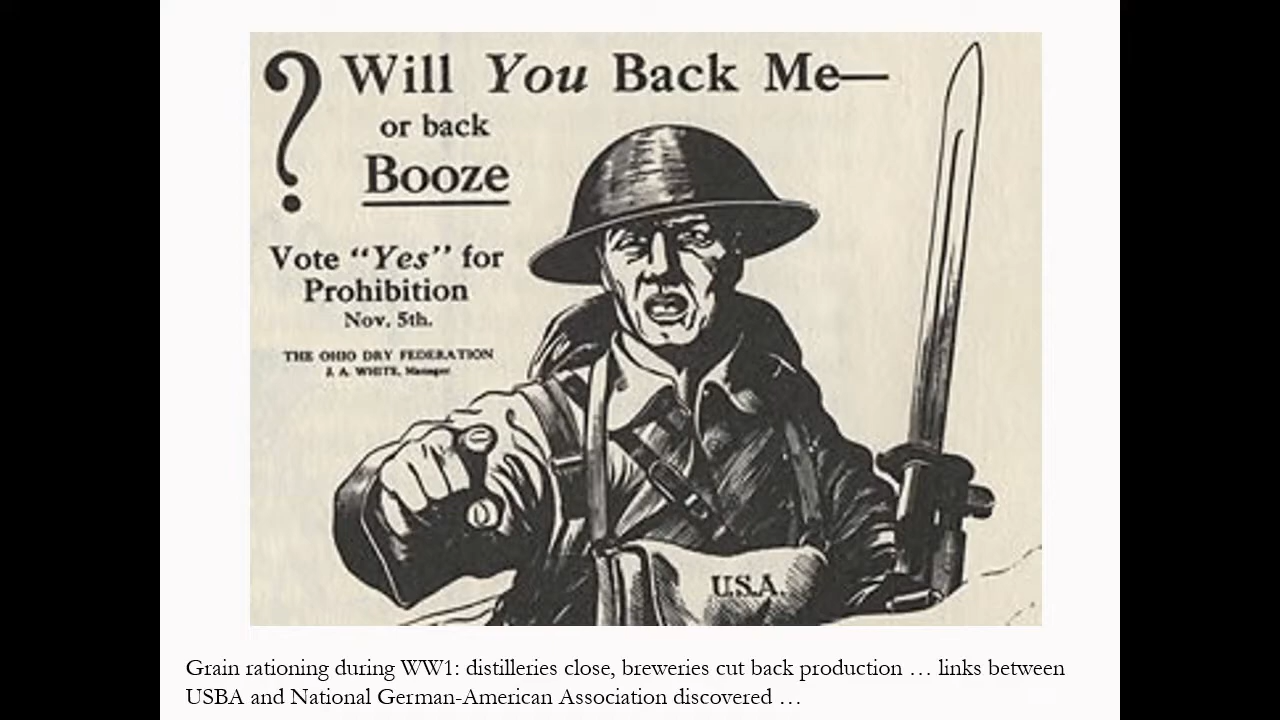 ? Will You Back Me—
or back
Booze
Vote “Yes” for
Prohibition
Nov. 5th.
THE OHIO DRY FEDERATION
J. A. WHITE, Manager
U.S.A.
Grain rationing during WW1: distilleries close, breweries cut back production … links between
USBA and National German-American Association discovered …